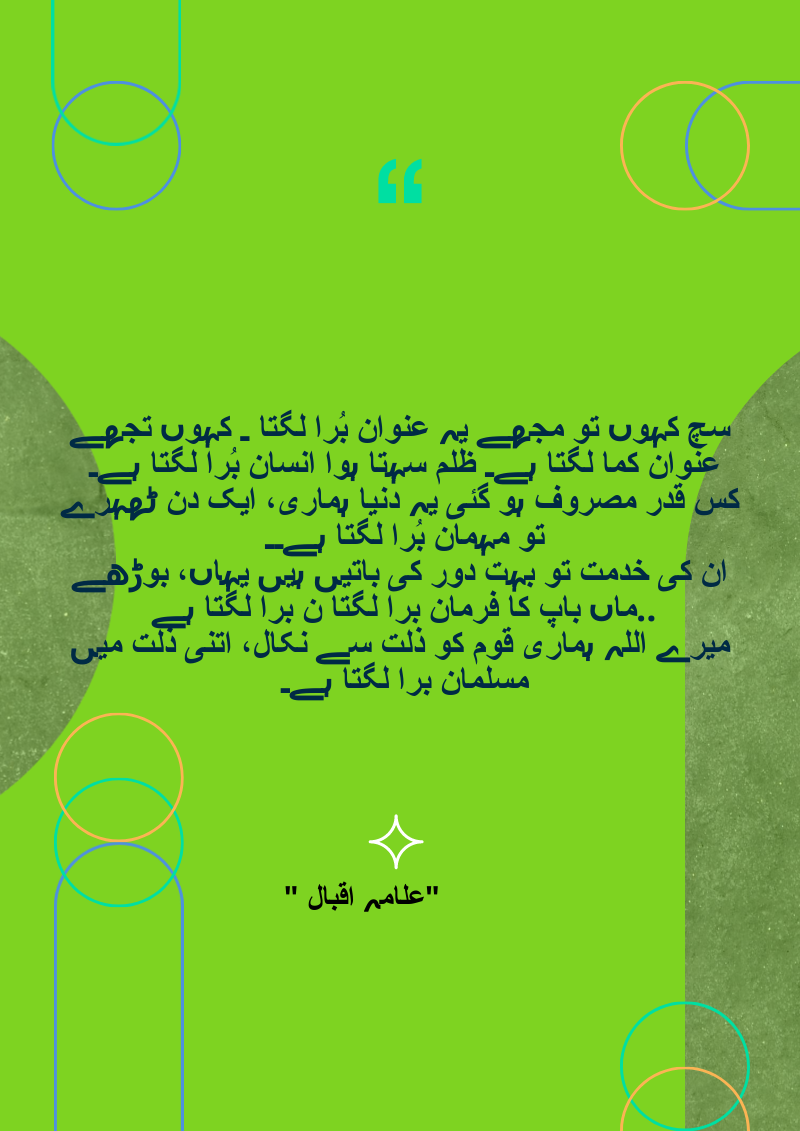 سچ کہوں تو مجھے یہ عنوان بُرا لگتا ۔ کہوں تجھے
عنوان کما لگتا ہے۔ ظلم سہتا ہوا انسان بُرا لگتا ہے۔
کس قدر مصروف ہو گئی یہ دنیا ہماری، ایک دن ٹھہرے
تو مہمان بُرا لگتا ہے۔۔
ان کی خدمت تو بہت دور کی باتیں ہیں یہاں، بوڑھے
..ماں باپ کا فرمان برا لگتا ن برا لگتا ہے
میرے اللہ ہماری قوم کو ذلت سے نکال، اتنی ذلت میں
مسلمان برا لگتا ہے۔
"علامہ اقبال "